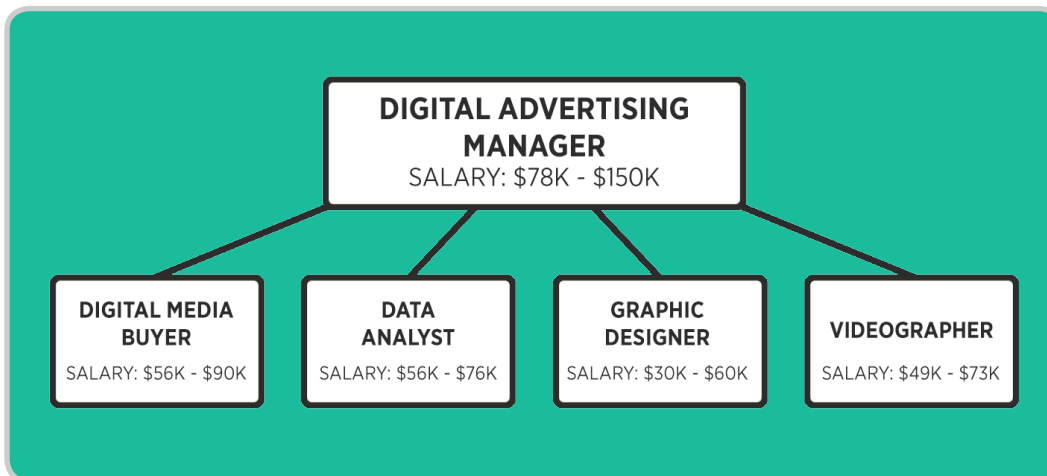 DIGITAL ADVERTISING
MANAGER
SALARY: $78K - $150K
DIGITAL MEDIA
BUYER
SALARY: $56K - $90K
DATA
ANALYST
SALARY: $56K - $76K
GRAPHIC
DESIGNER
SALARY: $30K - $60K
VIDEOGRAPHER
SALARY: $49K - $73K